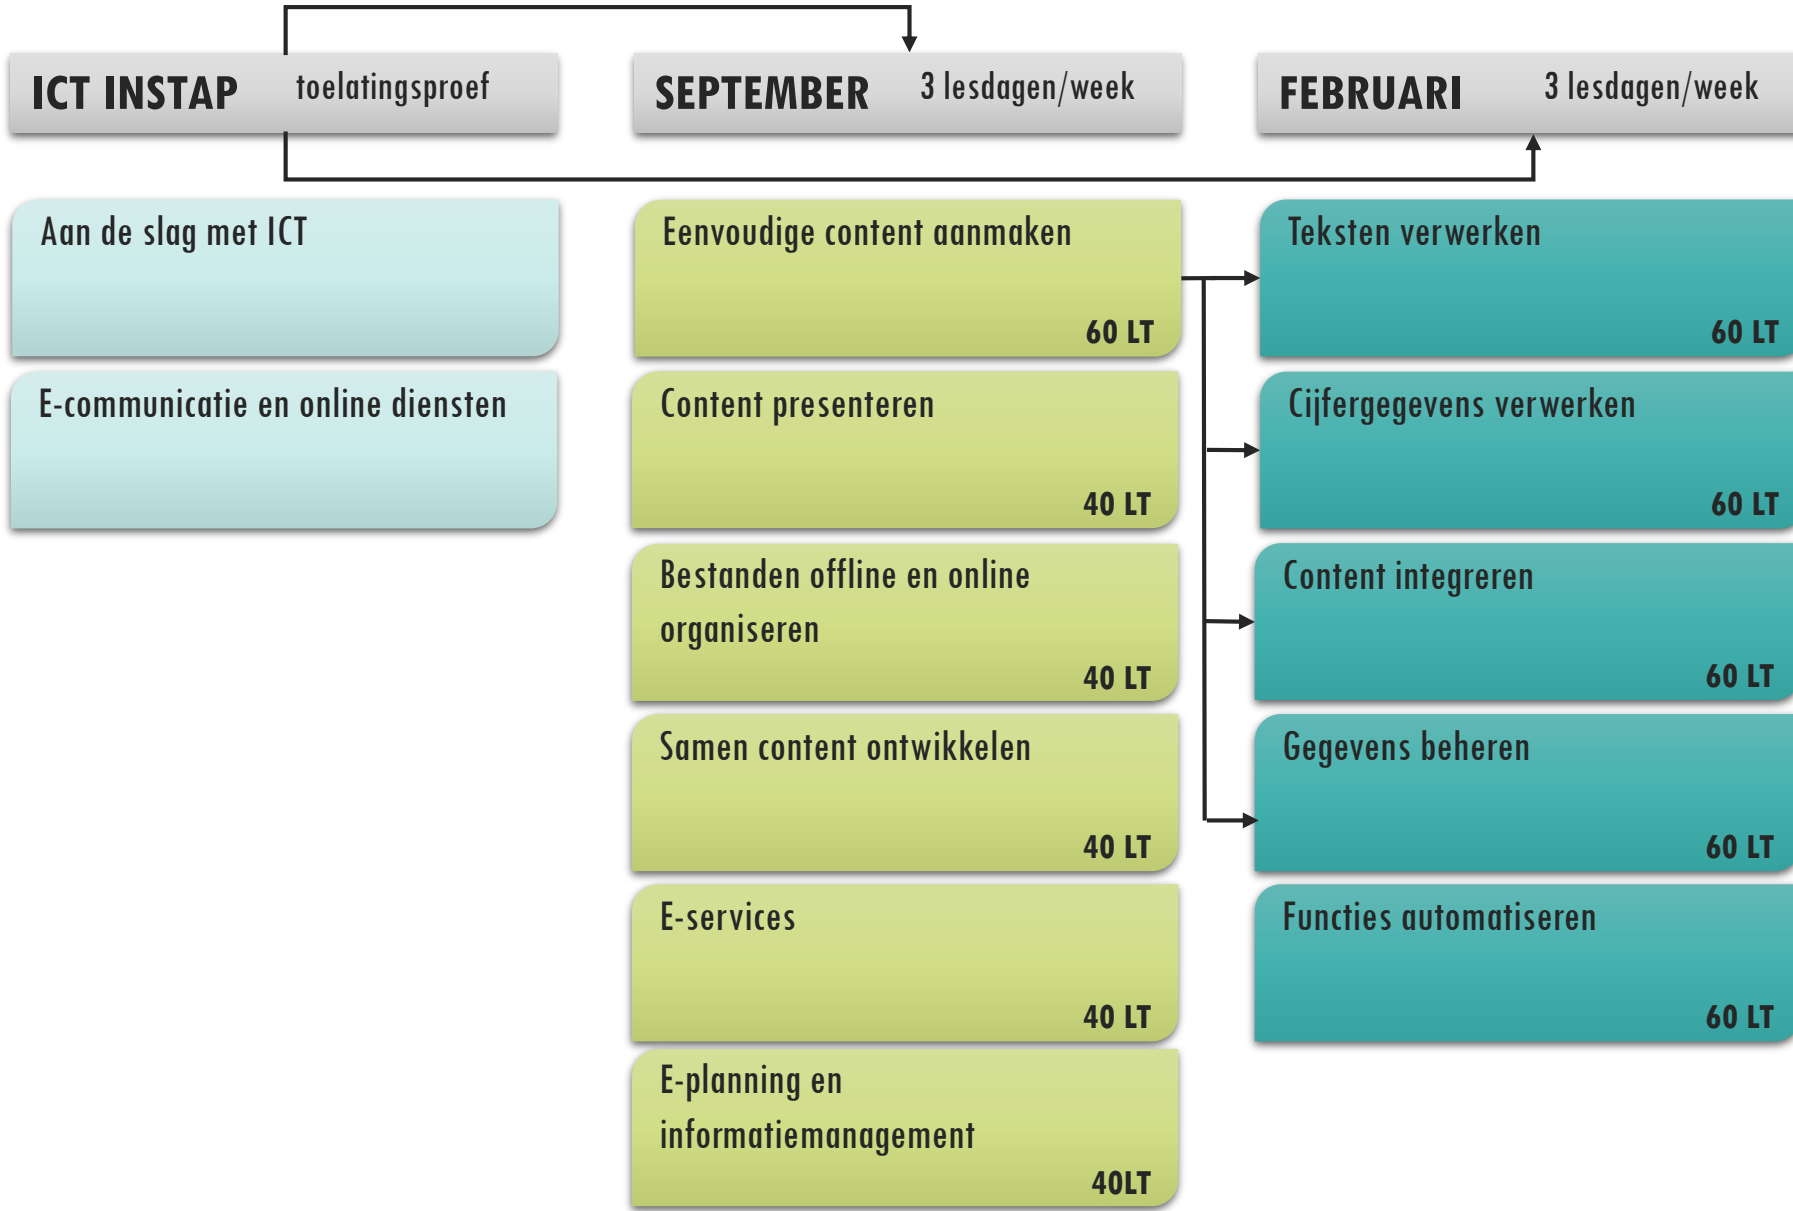 ICT INSTAP toelatingsproef
SEPTEMBER 3 lesdagen/week
FEBRUARI 3 lesdagen/week
Aan de slag met ICT
E-communicatie en online diensten
Eenvoudige content aanmaken
60 LT
Content presenteren
40 LT
Bestanden offline en online
organiseren
40 LT
Samen content ontwikkelen
40 LT
E-services
40 LT
E-planning en
informatiemanagement
40LT
Teksten verwerken
60 LT
Cijfergegevens verwerken
60 LT
Content integreren
60 LT
Gegevens beheren
60 LT
Functies automatiseren
60 LT